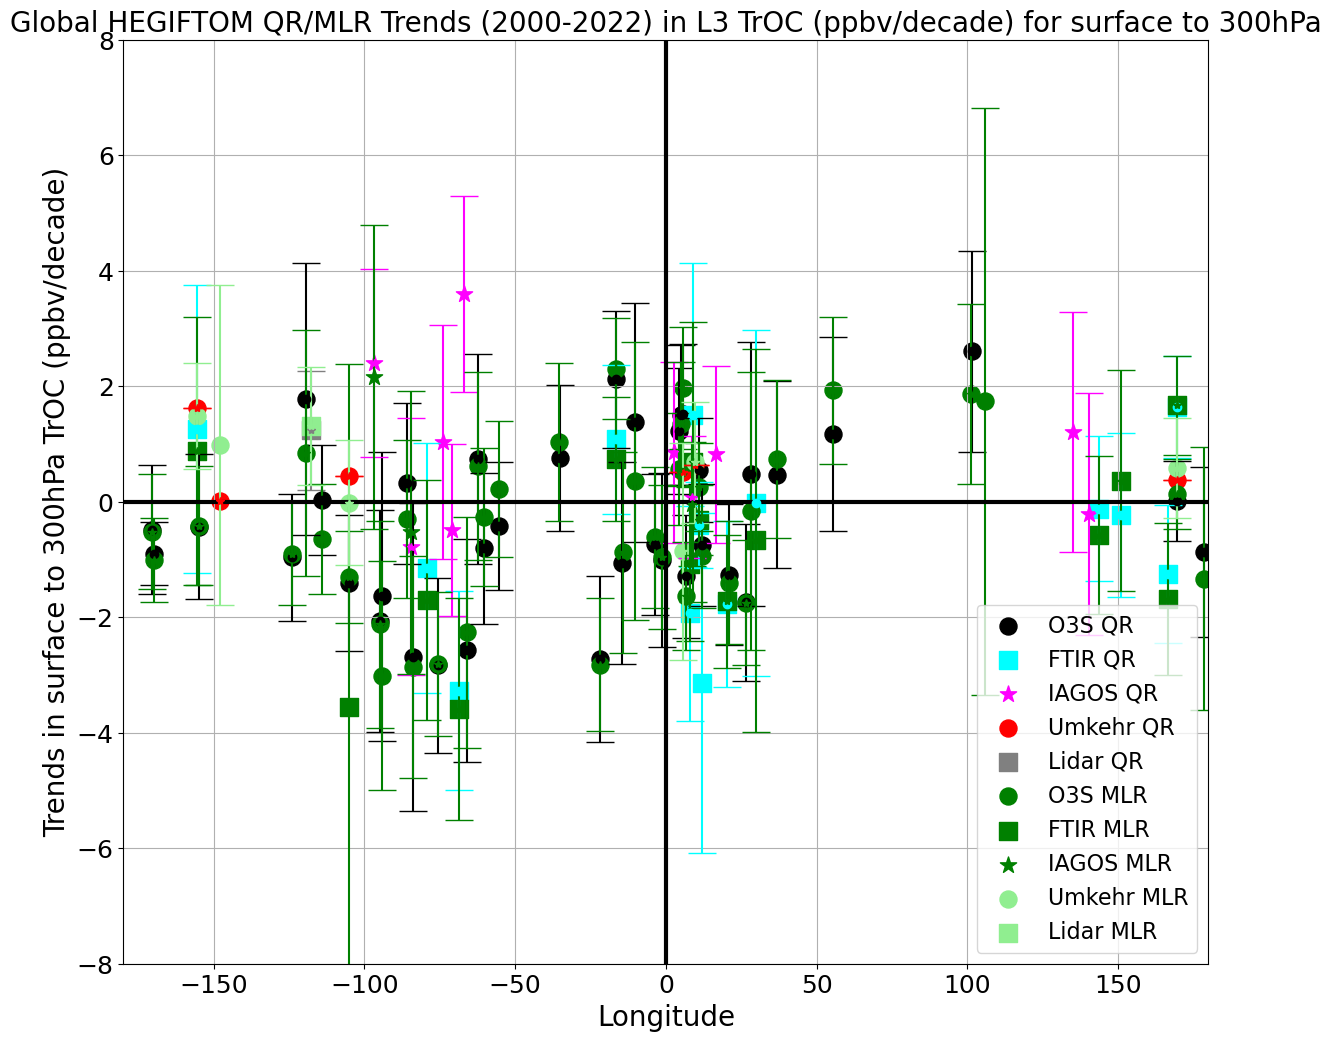 Global HEGIFTOM QR/MLR Trends (2000-2022) in L3 TrOC (ppbv/decade) for surface to 300hPa
Trends in surface to 300hPa TrOC (ppbv/decade)
8
6
4
2
0
−2
−4
−6
−8
O3S QR
FTIR QR
IAGOS QR
Umkehr QR
Lidar QR
O3S MLR
FTIR MLR
IAGOS MLR
Umkehr MLR
Lidar MLR
−150 −100 −50 0 50 100 150
Longitude